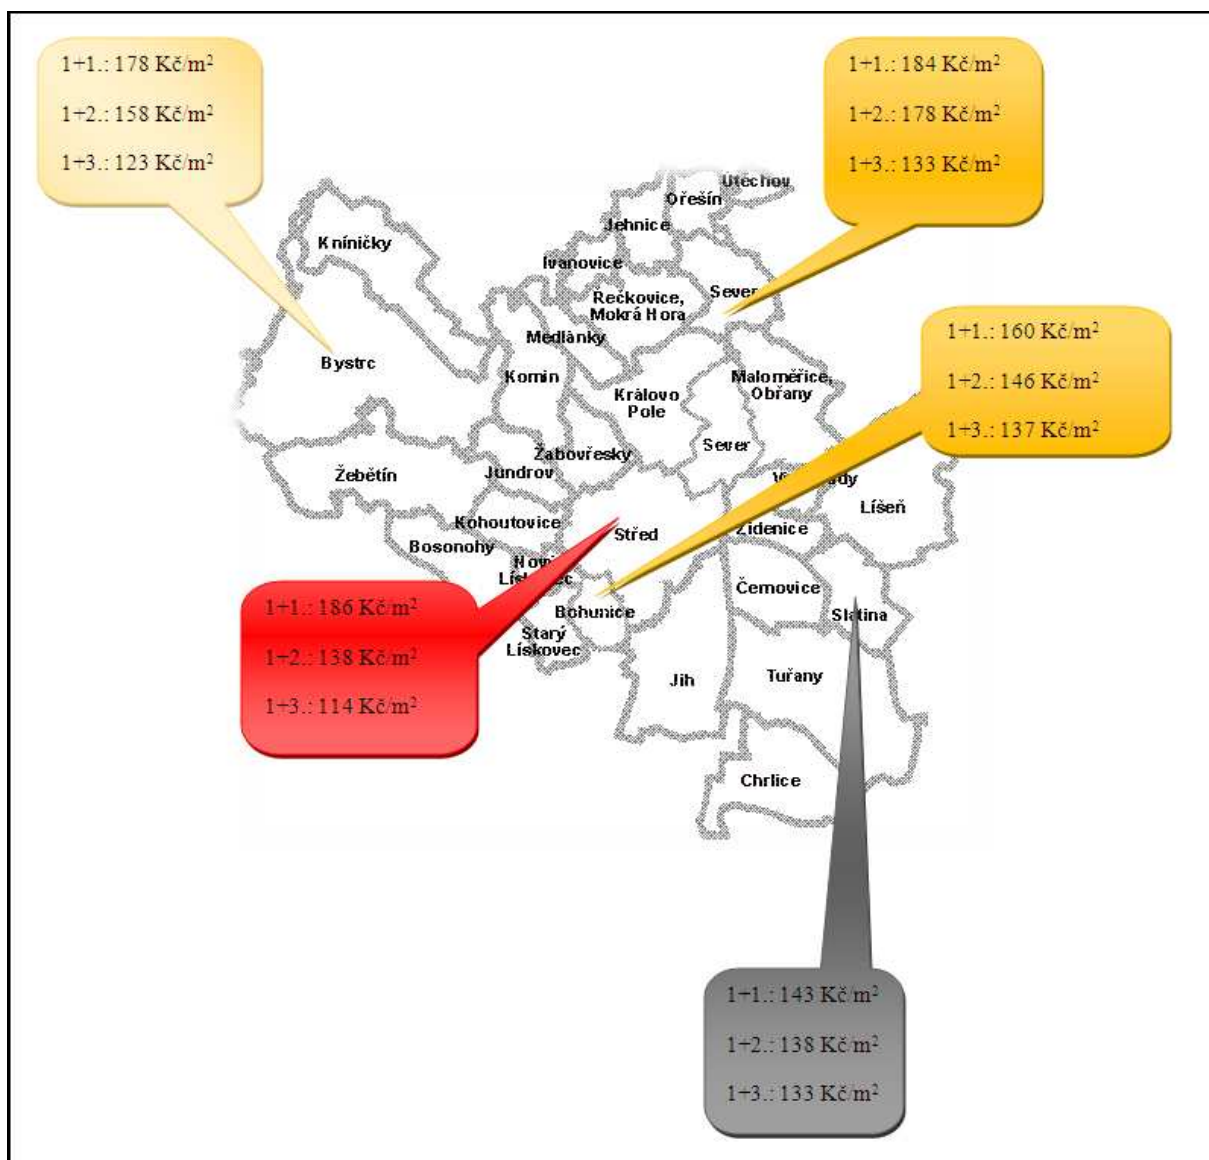 1+1.: 178 Kč/m²
1+2.: 158 Kč/m²
1+3.: 123 Kč/m²
1+1.: 184 Kč/m²
1+2.: 178 Kč/m²
1+3.: 133 Kč/m²
Útěchov
Ořešín
Jehnice
Kníničky
Ivanovice
Sever
Řečkovice,
Mokrá Hora
1+1.: 160 Kč/m²
1+2.: 146 Kč/m²
1+3.: 137 Kč/m²
Medlánky
Bystrc
Komín
Maloměřice,
Obřany
Královo
Pole
Sever
Žabovřesky
Žebětín
Jundrov
Líšeň
Kohoutovice
Střed
Židenice
Bosonohy
Černovice
Bohunice
Slatina
Starý
Lískovec
Jih
Tuřany
1+1.: 186 Kč/m²
1+2.: 138 Kč/m²
1+3.: 114 Kč/m²
Chrlice
1+1.: 143 Kč/m²
1+2.: 138 Kč/m²
1+3.: 133 Kč/m²